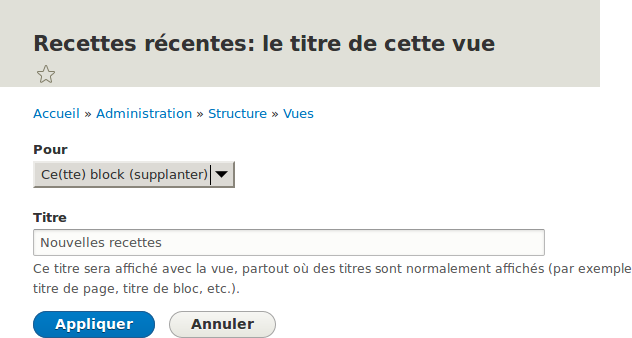 Recettes récentes: le titre de cette vue
Accueil » Administration » Structure » Vues
Pour
Ce(tte) block (supplanter)
Titre
Nouvelles recettes
Ce titre sera affiché avec la vue, partout où des titres sont normalement affichés (par exemple
titre de page, titre de bloc, etc.).
Appliquer Annuler